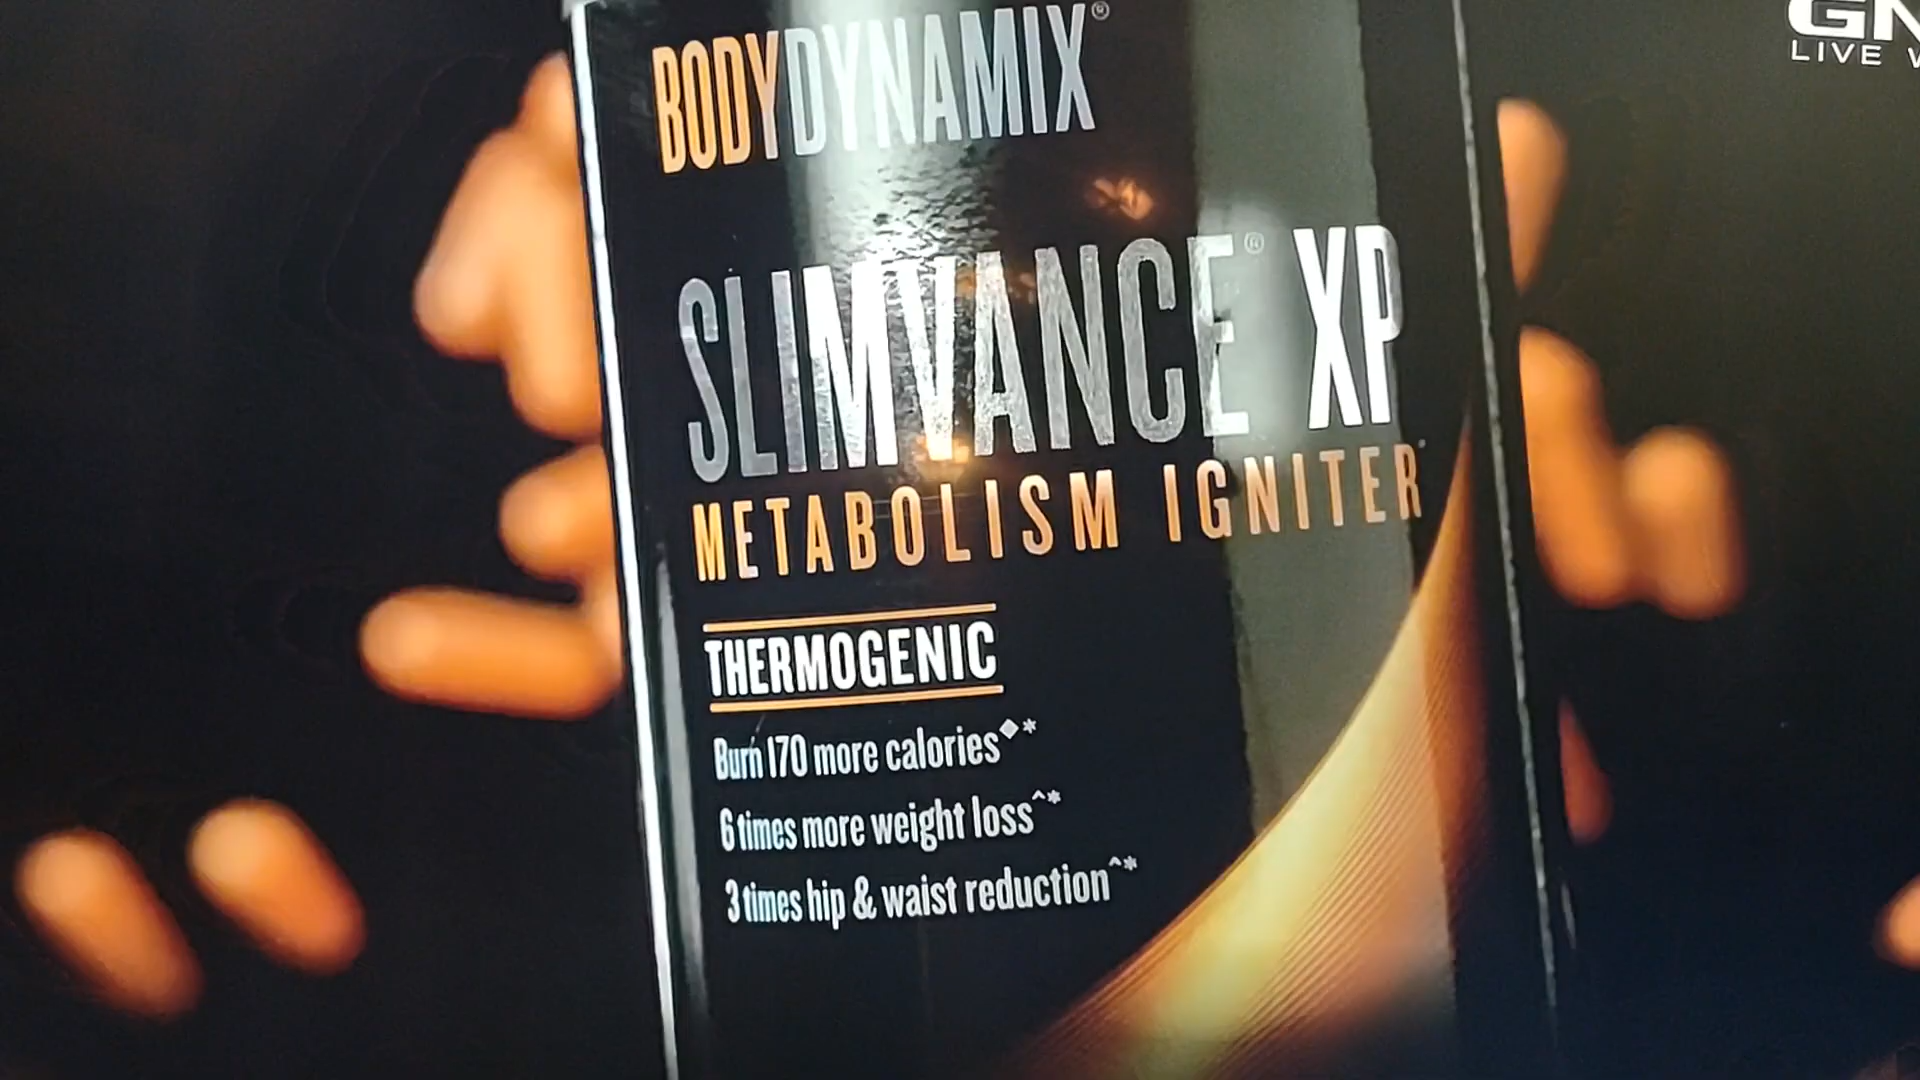 BODYDYNAMIX®
GN
LIVE
SLIMVANCE® XP
METABOLISM IGNITER*
THERMOGENIC
Burn 170 more calories◆*
6 times more weight loss^*
3 times hip & waist reduction^*